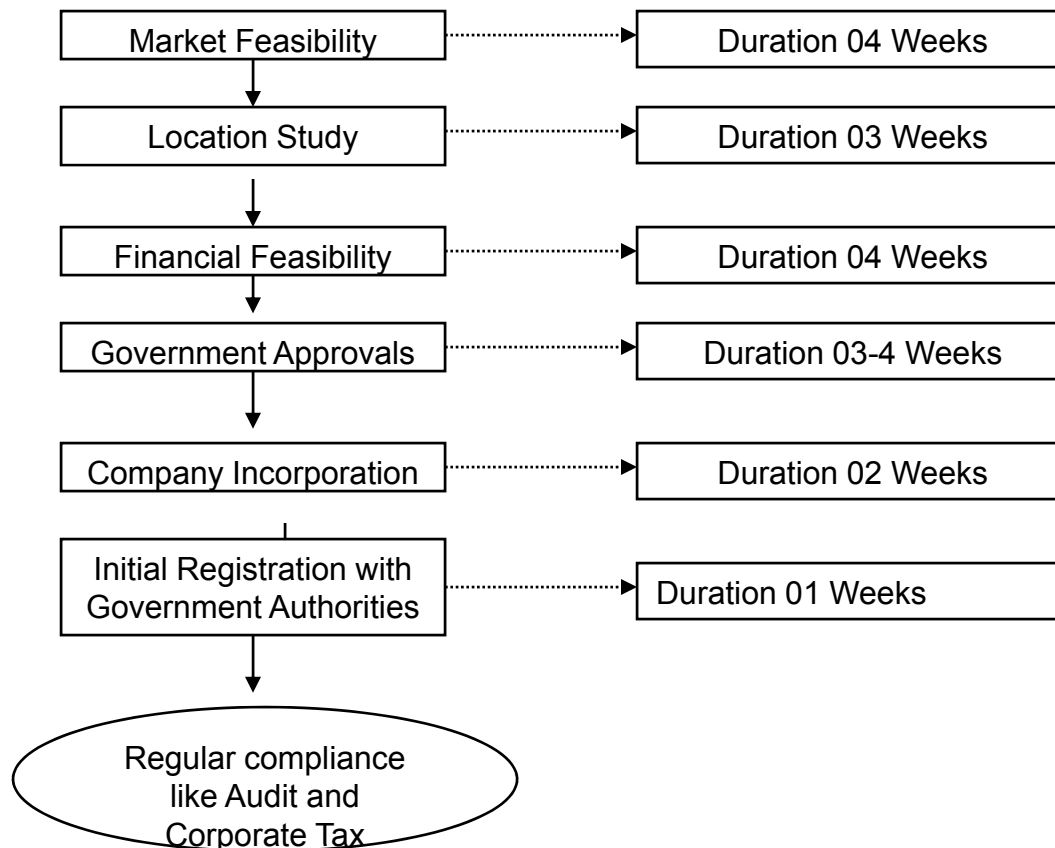 Market Feasibility
Duration 04 Weeks
Location Study
Duration 03 Weeks
Financial Feasibility
Duration 04 Weeks
Government Approvals
Duration 03-4 Weeks
Company Incorporation
Duration 02 Weeks
Initial Registration with
Government Authorities
Duration 01 Weeks
Regular compliance
like Audit and
Corporate Tax